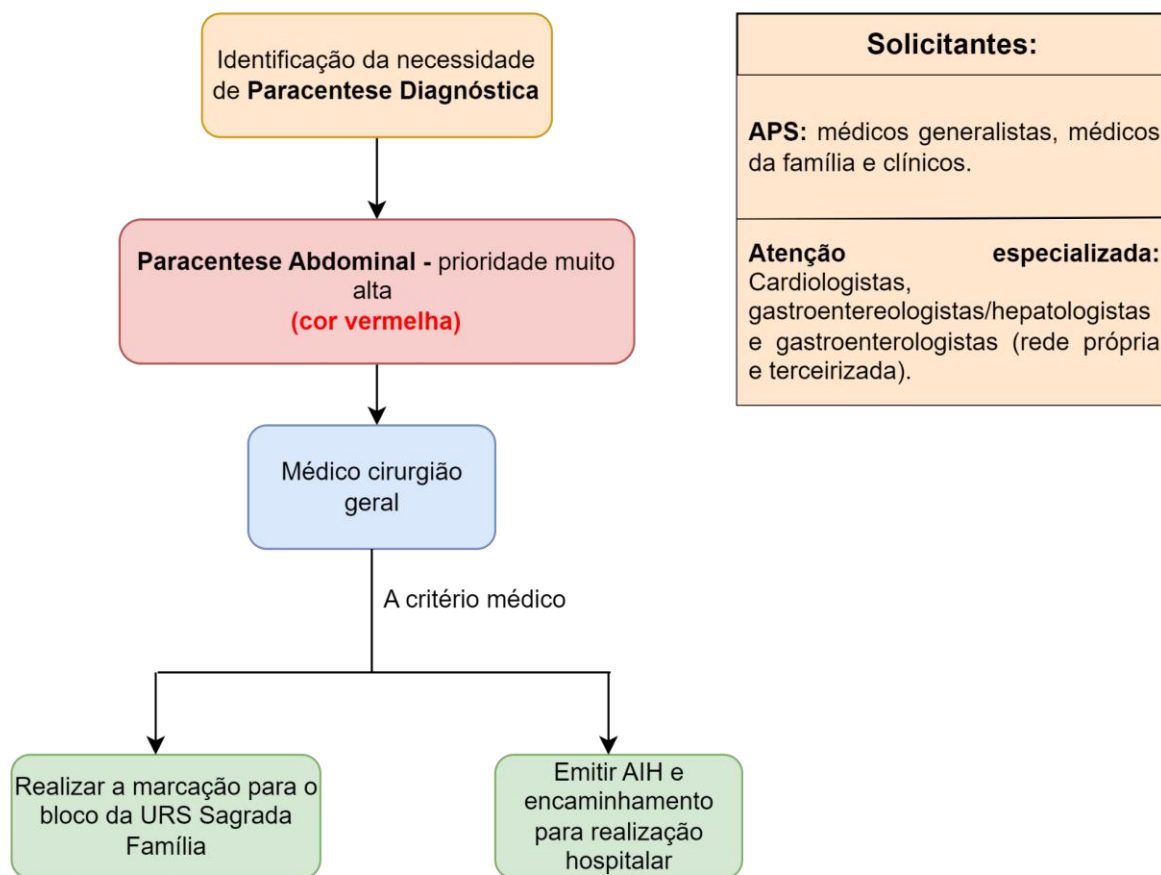 Identificação da necessidade
de Paracentese Diagnóstica
Paracentese Abdominal - prioridade muito
alta
(cor vermelha)
Médico cirurgião
geral
A critério médico
Realizar a marcação para o
bloco da URS Sagrada
Família
Emitir AIH e
encaminhamento
para realização
hospitalar
Solicitantes:
APS: médicos generalistas, médicos
da família e clínicos.
Atenção especializada:
Cardiologistas,
gastroentereologistas/hepatologistas
e gastroenterologistas (rede própria
e terceirizada).